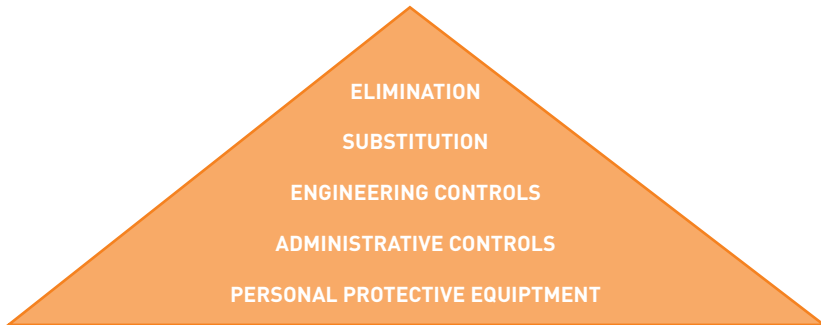 ELIMINATION
SUBSTITUTION
ENGINEERING CONTROLS
ADMINISTRATIVE CONTROLS
PERSONAL PROTECTIVE EQUIPTMENT